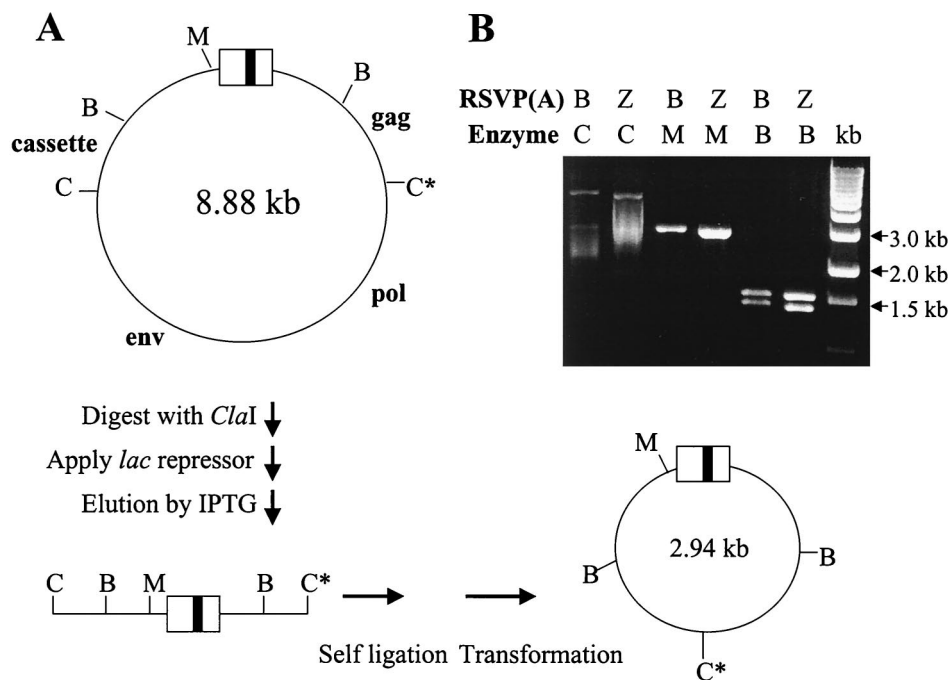 A
M
B
B
gag
cassette
C
C*
8.88 kb
pol
env
Digest with ClaI
Apply lac repressor
Elution by IPTG
C B M B C*
Self ligation Transformation
M
2.94 kb
B
B
C*
B
RSVP(A) B Z B Z B Z
Enzyme C C M M B B kb
3.0 kb
2.0 kb
1.5 kb